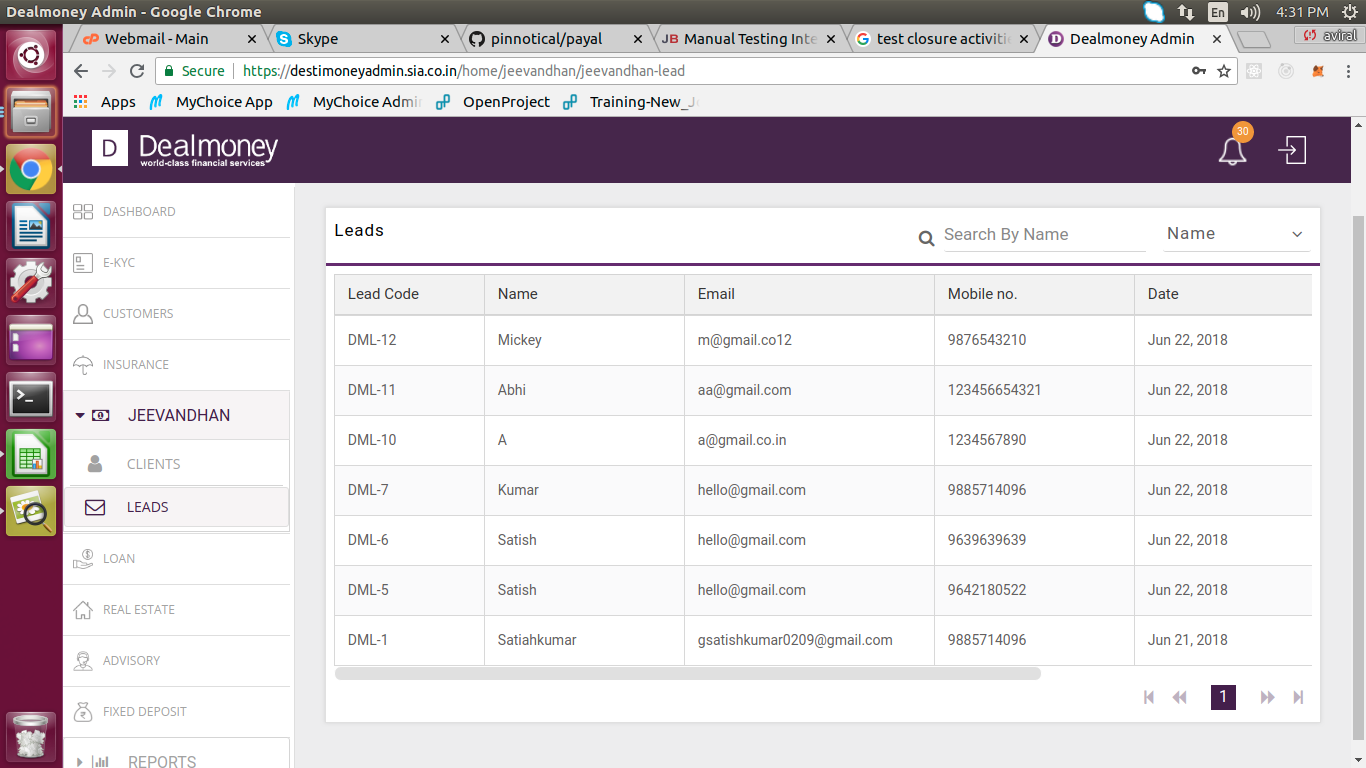 Dealmoney Admin - Google Chrome
En 4:31 PM
Webmail - Main
Skype
pinnotical/payal
JB Manual Testing Inte
test closure activiti
Dealmoney Admin
aviral
Secure https://destimoneyadmin.sia.co.in/home/jeevandhan/jeevandhan-lead
Apps MyChoice App MyChoice Admin OpenProject Training-New_
D Dealmoney
world-class financial services
30
DASHBOARD
E-KYC
CUSTOMERS
INSURANCE
JEEVANDHAN
CLIENTS
LEADS
LOAN
REAL ESTATE
ADVISORY
FIXED DEPOSIT
REPORTS
Leads Search By Name Name
Lead Code Name Email Mobile no. Date
DML-12 Mickey m@gmail.co12 9876543210 Jun 22, 2018
DML-11 Abhi aa@gmail.com 123456654321 Jun 22, 2018
DML-10 A a@gmail.co.in 1234567890 Jun 22, 2018
DML-7 Kumar hello@gmail.com 9885714096 Jun 22, 2018
DML-6 Satish hello@gmail.com 9639639639 Jun 22, 2018
DML-5 Satish hello@gmail.com 9642180522 Jun 22, 2018
DML-1 Satiahkumar gsatishkumar0209@gmail.com 9885714096 Jun 21, 2018
1